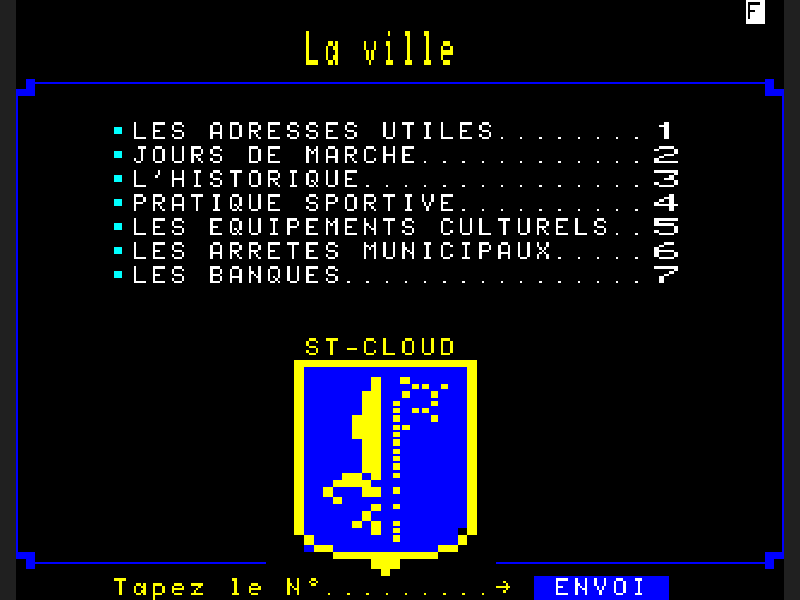 F
La ville
LES ADRESSES UTILES........ 1
JOURS DE MARCHE............ 2
L'HISTORIQUE............... 3
PRATIQUE SPORTIVE.......... 4
LES EQUIPEMENTS CULTURELS.. 5
LES ARRETES MUNICIPAUX..... 6
LES BANQUES................ 7
ST-CLOUD
Tapez le N°.........→ ENVOI